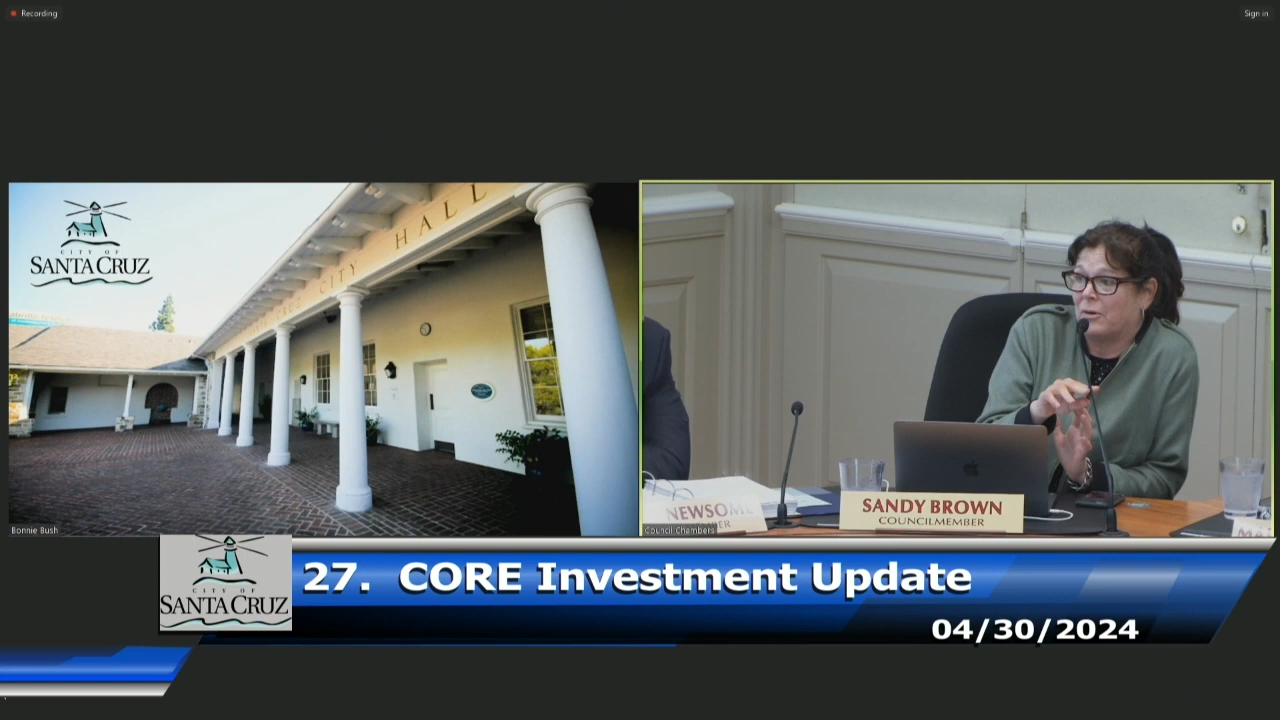 Recording
Sign in
CITY OF
SANTA CRUZ
CITY HALL
Bonnie Bush
NEWSOME
SANDY BROWN
COUNCILMEMBER
Council Chambers
CITY OF
SANTA CRUZ
27. CORE Investment Update
04/30/2024